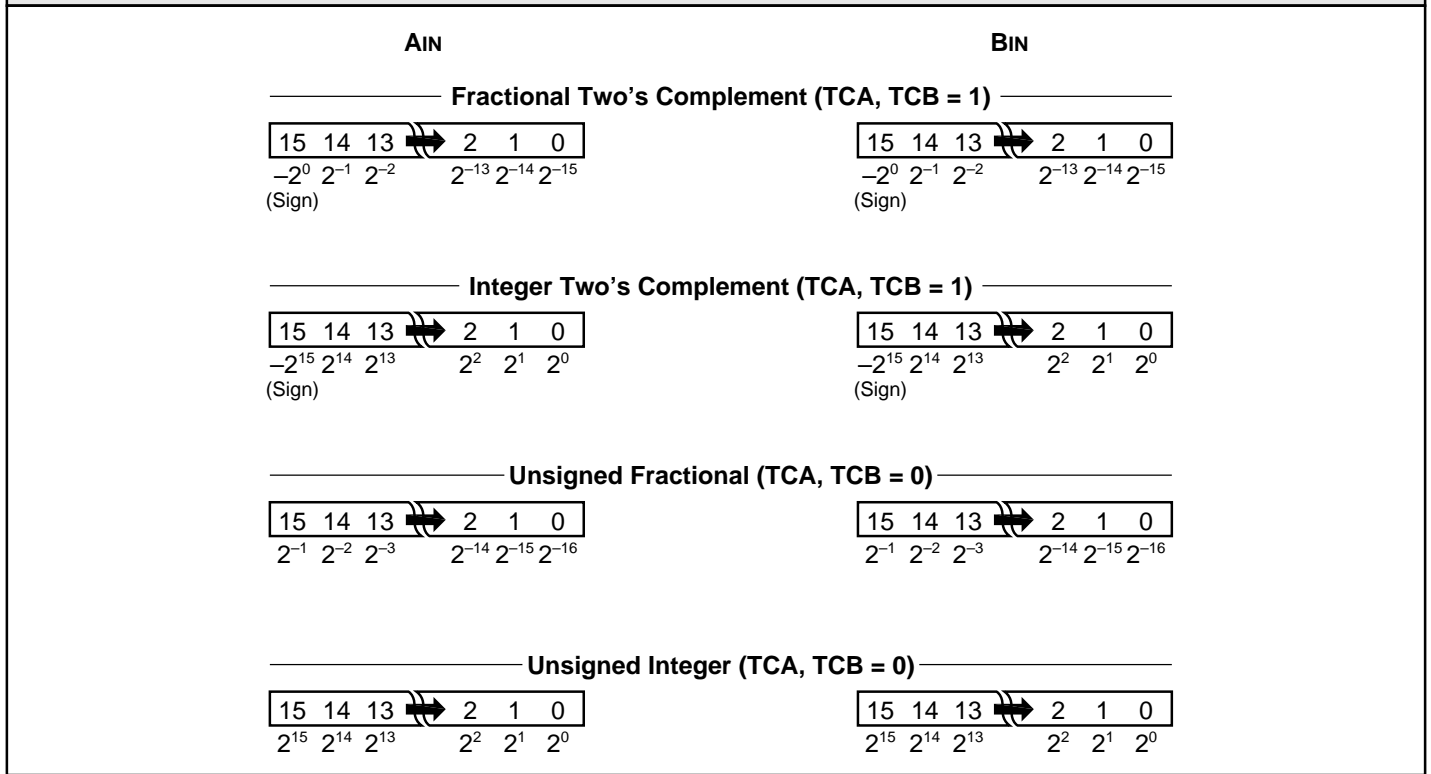 AIN BIN
Fractional Two's Complement (TCA, TCB = 1)
15 14 13 2 1 0 15 14 13 2 1 0
–2⁰ 2⁻¹ 2⁻² 2⁻¹³ 2⁻¹⁴ 2⁻¹⁵ –2⁰ 2⁻¹ 2⁻² 2⁻¹³ 2⁻¹⁴ 2⁻¹⁵
(Sign) (Sign)
Integer Two's Complement (TCA, TCB = 1)
15 14 13 2 1 0 15 14 13 2 1 0
–2¹⁵ 2¹⁴ 2¹³ 2² 2¹ 2⁰ –2¹⁵ 2¹⁴ 2¹³ 2² 2¹ 2⁰
(Sign) (Sign)
Unsigned Fractional (TCA, TCB = 0)
15 14 13 2 1 0 15 14 13 2 1 0
2⁻¹ 2⁻² 2⁻³ 2⁻¹⁴ 2⁻¹⁵ 2⁻¹⁶ 2⁻¹ 2⁻² 2⁻³ 2⁻¹⁴ 2⁻¹⁵ 2⁻¹⁶
Unsigned Integer (TCA, TCB = 0)
15 14 13 2 1 0 15 14 13 2 1 0
2¹⁵ 2¹⁴ 2¹³ 2² 2¹ 2⁰ 2¹⁵ 2¹⁴ 2¹³ 2² 2¹ 2⁰